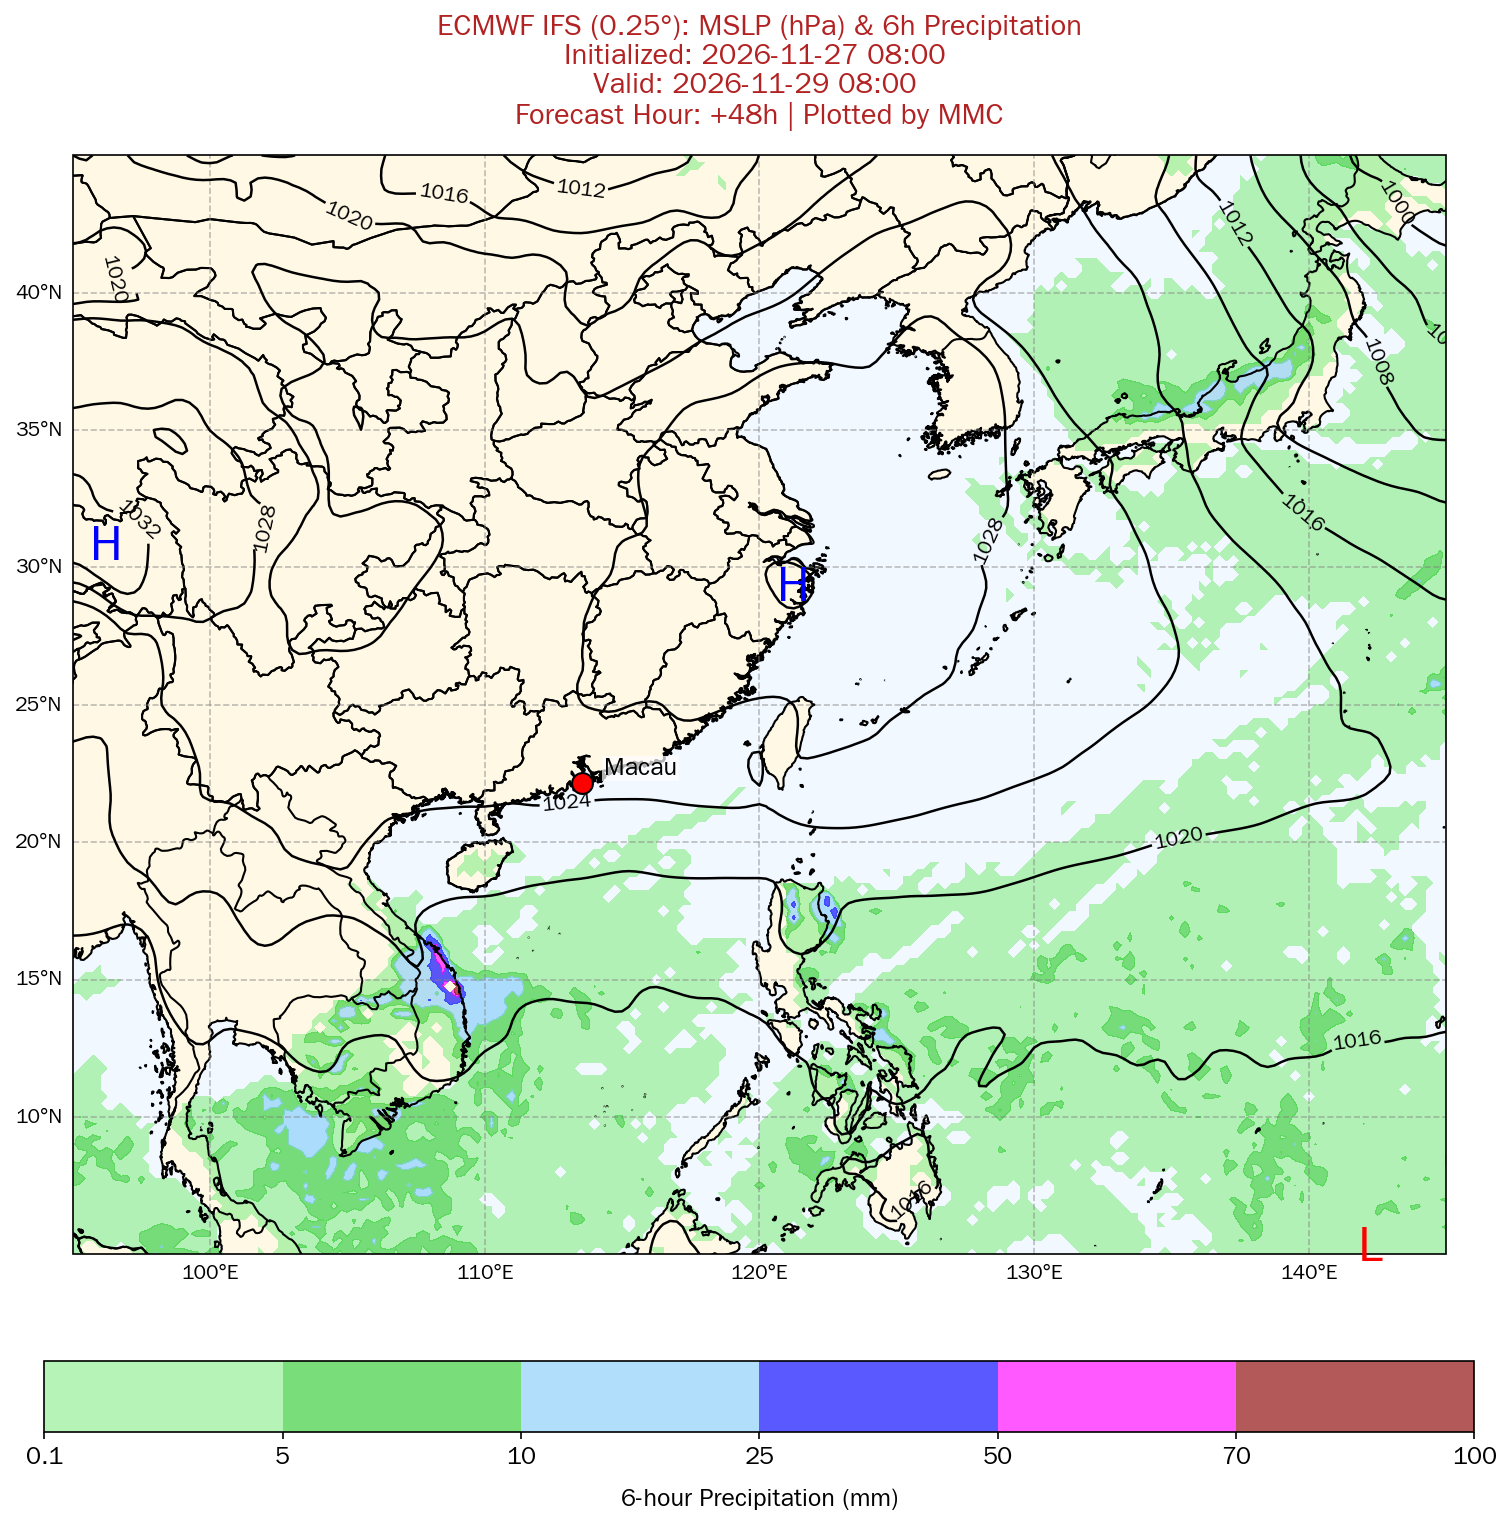 ECMWF IFS (0.25°): MSLP (hPa) & 6h Precipitation
Initialized: 2026-11-27 08:00
Valid: 2026-11-29 08:00
Forecast Hour: +48h | Plotted by MMC
1016
1012
1020
1000
1012
1020
40°N
1008
35°N
1032
1028
1016
H
1028
30°N
H
25°N
Macau
1024
20°N
1020
15°N
1016
10°N
1016
L
100°E 110°E 120°E 130°E 140°E
0.1 5 10 25 50 70 100
6-hour Precipitation (mm)